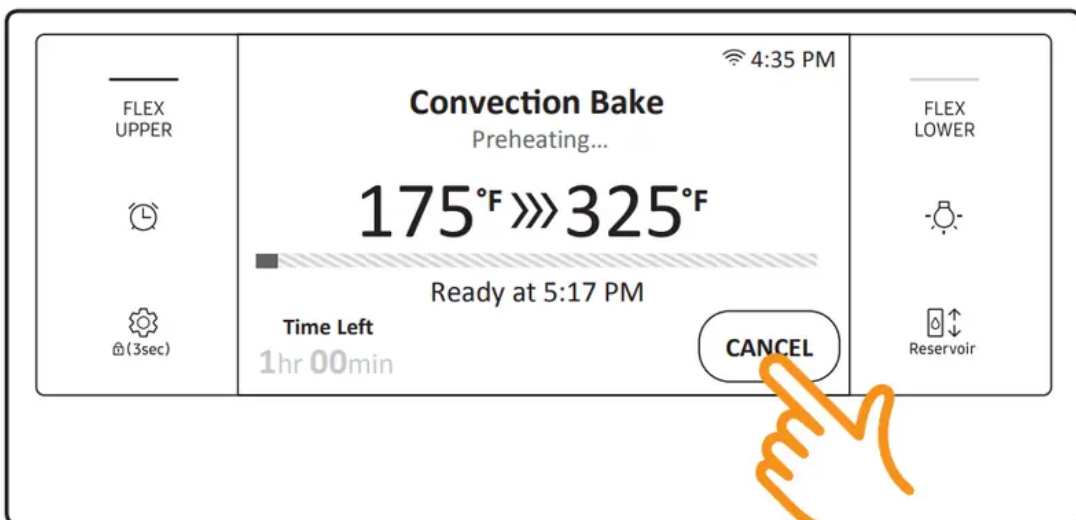 FLEX
UPPER
(3sec)
4:35 PM
Convection Bake
Preheating...
175°F 325°F
Ready at 5:17 PM
Time Left
1hr 00min
CANCEL
FLEX
LOWER
Reservoir